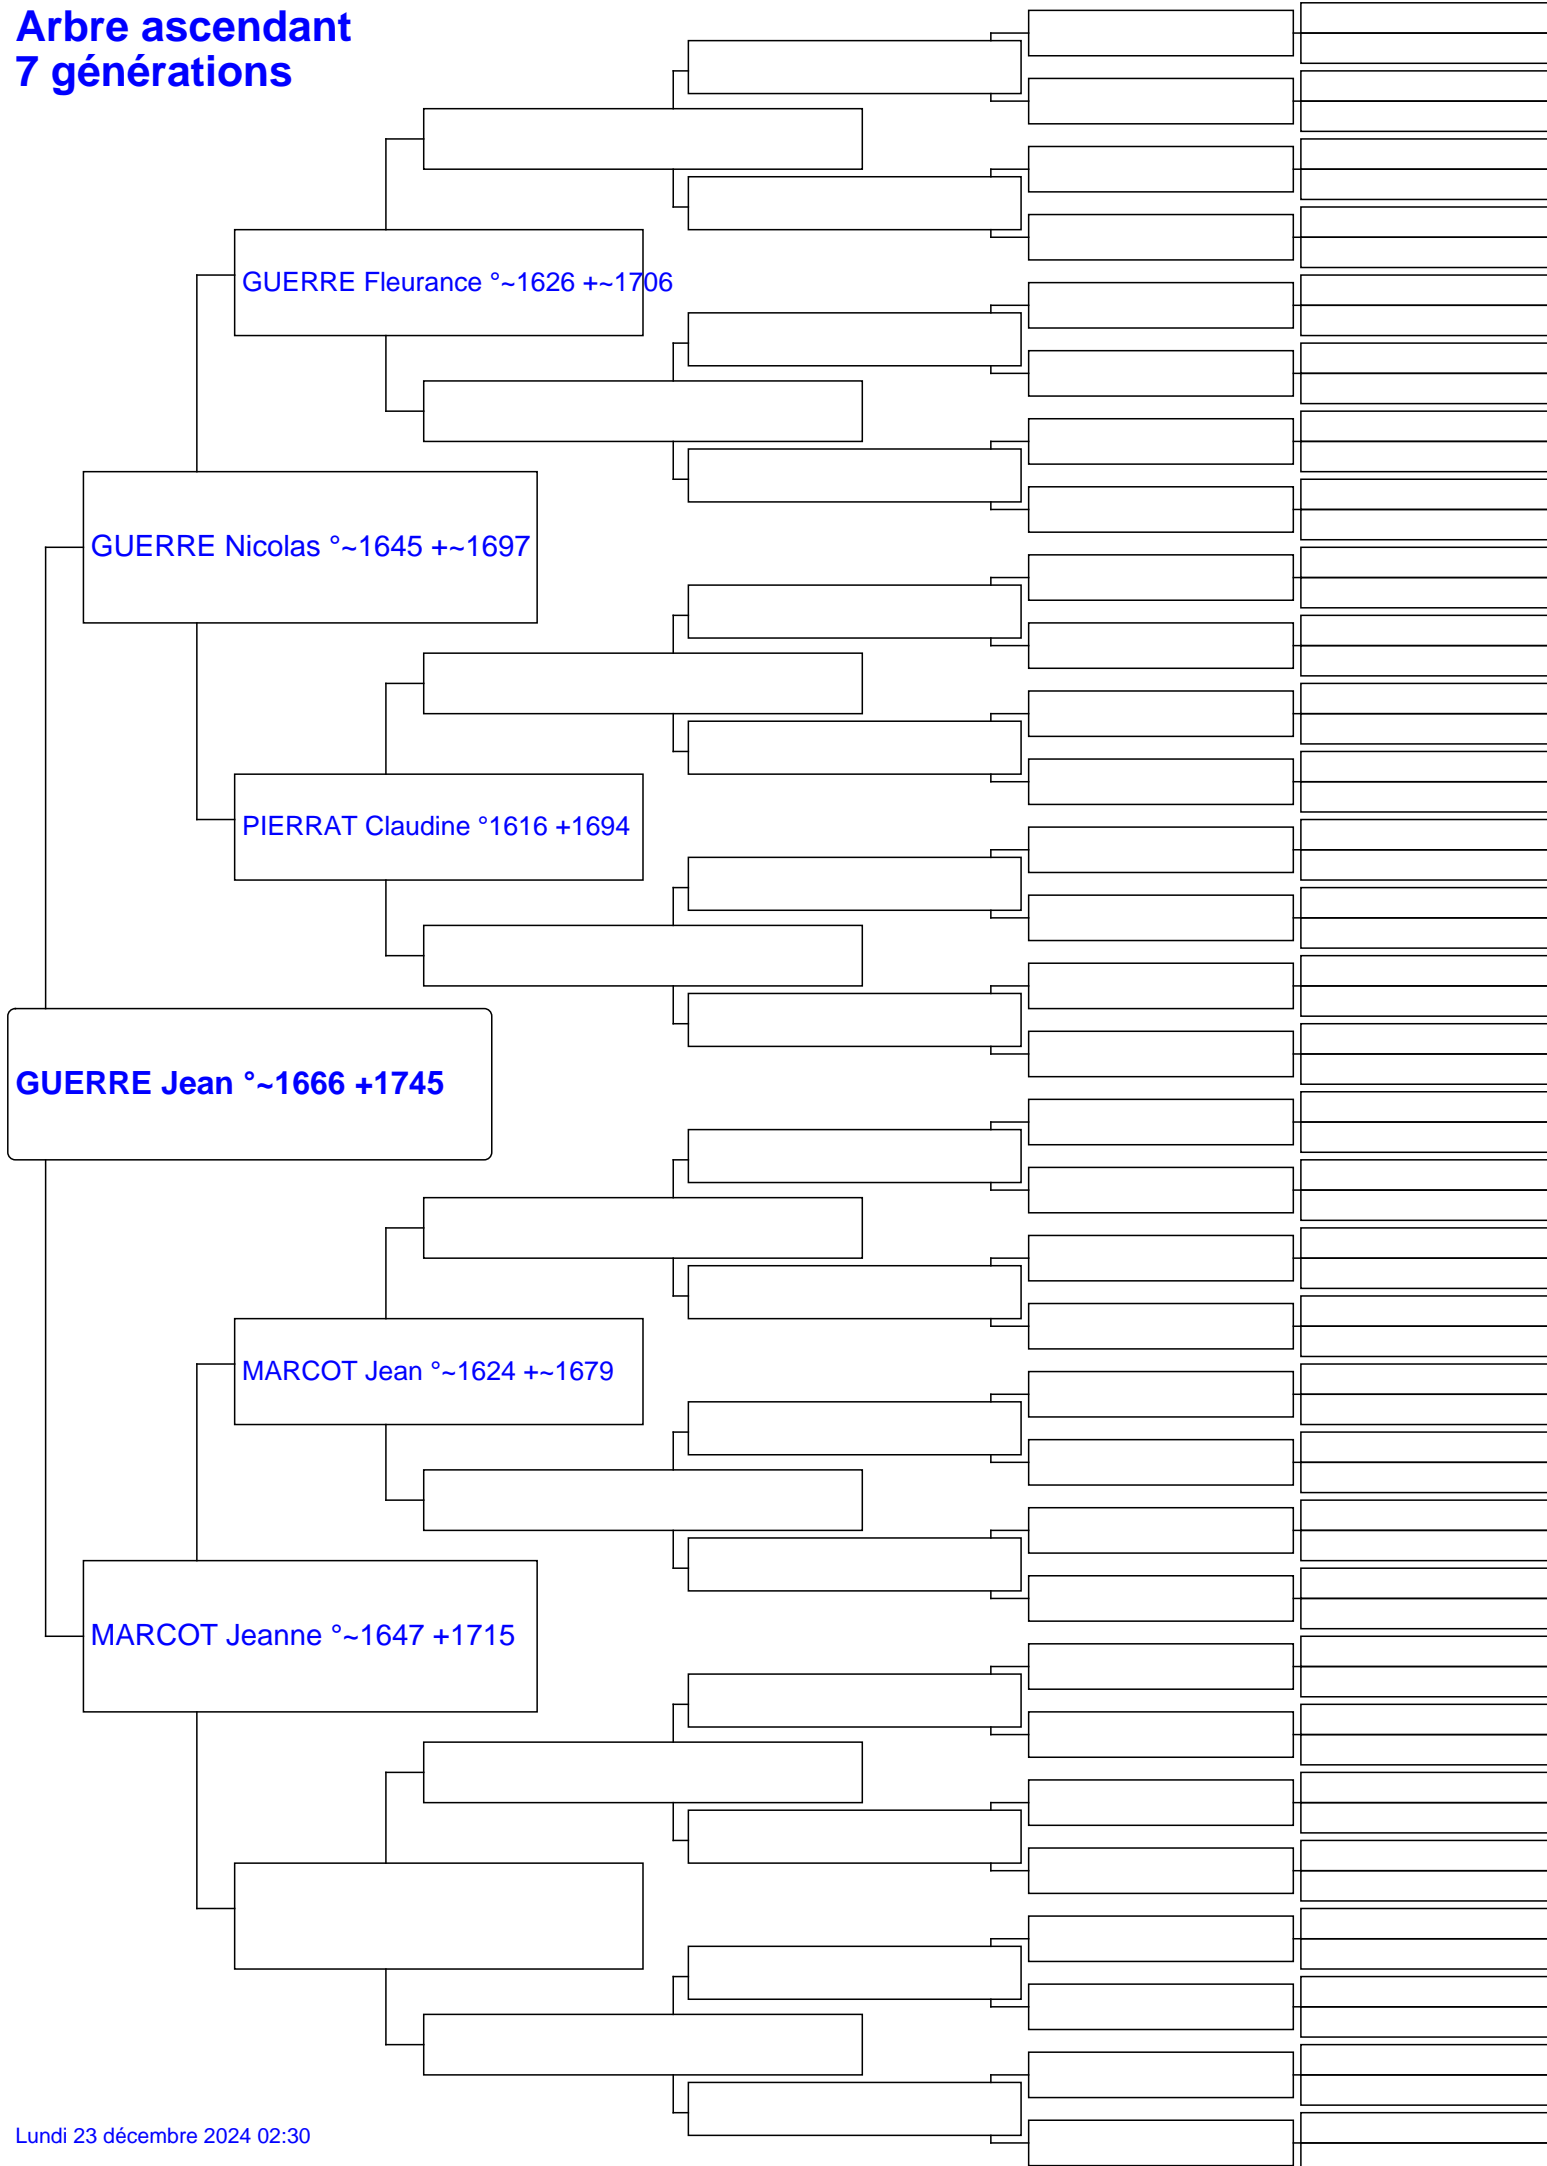 Arbre ascendant
7 générations
GUERRE Fleurance °~1626 +~1706
GUERRE Nicolas °~1645 +~1697
PIERRAT Claudine °1616 +1694
GUERRE Jean °~1666 +1745
MARCOT Jean °~1624 +~1679
MARCOT Jeanne °~1647 +1715
Lundi 23 décembre 2024 02:30